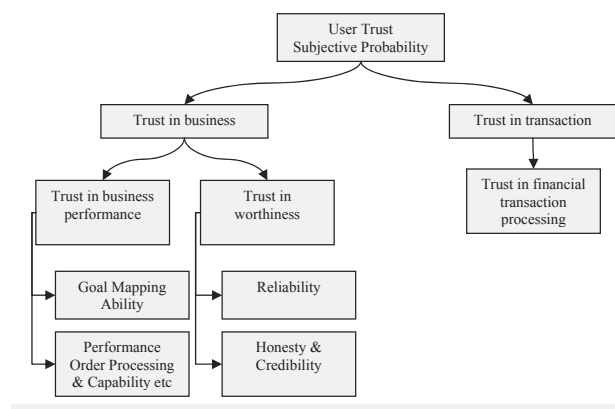 User Trust
Subjective Probability
Trust in business
Trust in transaction
Trust in business
performance
Trust in
worthiness
Trust in financial
transaction
processing
Goal Mapping
Ability
Reliability
Performance
Order Processing
& Capability etc
Honesty &
Credibility